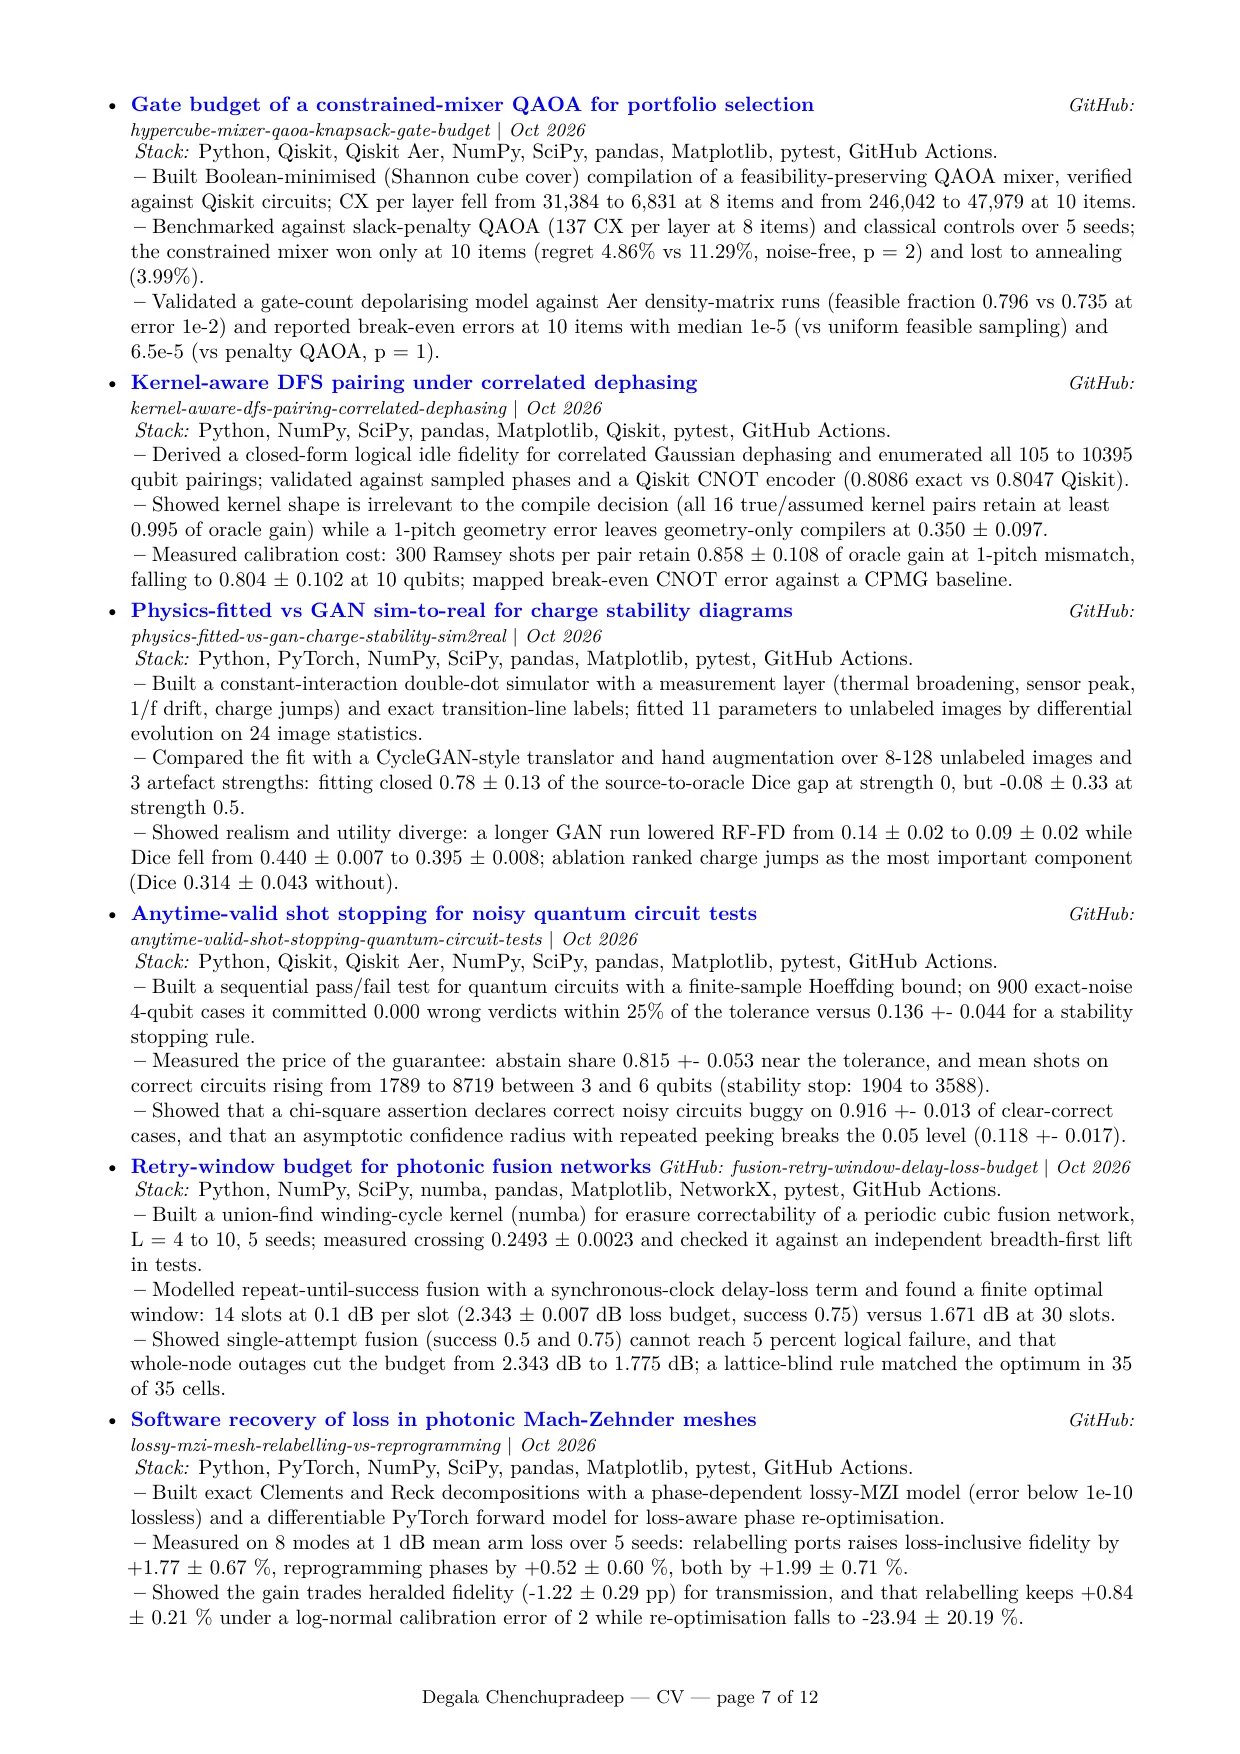 • Gate budget of a constrained-mixer QAOA for portfolio selection GitHub:
hypercube-mixer-qaoa-knapsack-gate-budget | Oct 2026
Stack: Python, Qiskit, Qiskit Aer, NumPy, SciPy, pandas, Matplotlib, pytest, GitHub Actions.
– Built Boolean-minimised (Shannon cube cover) compilation of a feasibility-preserving QAOA mixer, verified
against Qiskit circuits; CX per layer fell from 31,384 to 6,831 at 8 items and from 246,042 to 47,979 at 10 items.
– Benchmarked against slack-penalty QAOA (137 CX per layer at 8 items) and classical controls over 5 seeds;
the constrained mixer won only at 10 items (regret 4.86% vs 11.29%, noise-free, p = 2) and lost to annealing
(3.99%).
– Validated a gate-count depolarising model against Aer density-matrix runs (feasible fraction 0.796 vs 0.735 at
error 1e-2) and reported break-even errors at 10 items with median 1e-5 (vs uniform feasible sampling) and
6.5e-5 (vs penalty QAOA, p = 1).
• Kernel-aware DFS pairing under correlated dephasing GitHub:
kernel-aware-dfs-pairing-correlated-dephasing | Oct 2026
Stack: Python, NumPy, SciPy, pandas, Matplotlib, Qiskit, pytest, GitHub Actions.
– Derived a closed-form logical idle fidelity for correlated Gaussian dephasing and enumerated all 105 to 10395
qubit pairings; validated against sampled phases and a Qiskit CNOT encoder (0.8086 exact vs 0.8047 Qiskit).
– Showed kernel shape is irrelevant to the compile decision (all 16 true/assumed kernel pairs retain at least
0.995 of oracle gain) while a 1-pitch geometry error leaves geometry-only compilers at 0.350 ± 0.097.
– Measured calibration cost: 300 Ramsey shots per pair retain 0.858 ± 0.108 of oracle gain at 1-pitch mismatch,
falling to 0.804 ± 0.102 at 10 qubits; mapped break-even CNOT error against a CPMG baseline.
• Physics-fitted vs GAN sim-to-real for charge stability diagrams GitHub:
physics-fitted-vs-gan-charge-stability-sim2real | Oct 2026
Stack: Python, PyTorch, NumPy, SciPy, pandas, Matplotlib, pytest, GitHub Actions.
– Built a constant-interaction double-dot simulator with a measurement layer (thermal broadening, sensor peak,
1/f drift, charge jumps) and exact transition-line labels; fitted 11 parameters to unlabeled images by differential
evolution on 24 image statistics.
– Compared the fit with a CycleGAN-style translator and hand augmentation over 8-128 unlabeled images and
3 artefact strengths: fitting closed 0.78 ± 0.13 of the source-to-oracle Dice gap at strength 0, but -0.08 ± 0.33 at
strength 0.5.
– Showed realism and utility diverge: a longer GAN run lowered RF-FD from 0.14 ± 0.02 to 0.09 ± 0.02 while
Dice fell from 0.440 ± 0.007 to 0.395 ± 0.008; ablation ranked charge jumps as the most important component
(Dice 0.314 ± 0.043 without).
• Anytime-valid shot stopping for noisy quantum circuit tests GitHub:
anytime-valid-shot-stopping-quantum-circuit-tests | Oct 2026
Stack: Python, Qiskit, Qiskit Aer, NumPy, SciPy, pandas, Matplotlib, pytest, GitHub Actions.
– Built a sequential pass/fail test for quantum circuits with a finite-sample Hoeffding bound; on 900 exact-noise
4-qubit cases it committed 0.000 wrong verdicts within 25% of the tolerance versus 0.136 +- 0.044 for a stability
stopping rule.
– Measured the price of the guarantee: abstain share 0.815 +- 0.053 near the tolerance, and mean shots on
correct circuits rising from 1789 to 8719 between 3 and 6 qubits (stability stop: 1904 to 3588).
– Showed that a chi-square assertion declares correct noisy circuits buggy on 0.916 +- 0.013 of clear-correct
cases, and that an asymptotic confidence radius with repeated peeking breaks the 0.05 level (0.118 +- 0.017).
• Retry-window budget for photonic fusion networks GitHub: fusion-retry-window-delay-loss-budget | Oct 2026
Stack: Python, NumPy, SciPy, numba, pandas, Matplotlib, NetworkX, pytest, GitHub Actions.
– Built a union-find winding-cycle kernel (numba) for erasure correctability of a periodic cubic fusion network,
L = 4 to 10, 5 seeds; measured crossing 0.2493 ± 0.0023 and checked it against an independent breadth-first lift
in tests.
– Modelled repeat-until-success fusion with a synchronous-clock delay-loss term and found a finite optimal
window: 14 slots at 0.1 dB per slot (2.343 ± 0.007 dB loss budget, success 0.75) versus 1.671 dB at 30 slots.
– Showed single-attempt fusion (success 0.5 and 0.75) cannot reach 5 percent logical failure, and that
whole-node outages cut the budget from 2.343 dB to 1.775 dB; a lattice-blind rule matched the optimum in 35
of 35 cells.
• Software recovery of loss in photonic Mach-Zehnder meshes GitHub:
lossy-mzi-mesh-relabelling-vs-reprogramming | Oct 2026
Stack: Python, PyTorch, NumPy, SciPy, pandas, Matplotlib, pytest, GitHub Actions.
– Built exact Clements and Reck decompositions with a phase-dependent lossy-MZI model (error below 1e-10
lossless) and a differentiable PyTorch forward model for loss-aware phase re-optimisation.
– Measured on 8 modes at 1 dB mean arm loss over 5 seeds: relabelling ports raises loss-inclusive fidelity by
+1.77 ± 0.67 %, reprogramming phases by +0.52 ± 0.60 %, both by +1.99 ± 0.71 %.
– Showed the gain trades heralded fidelity (-1.22 ± 0.29 pp) for transmission, and that relabelling keeps +0.84
± 0.21 % under a log-normal calibration error of 2 while re-optimisation falls to -23.94 ± 20.19 %.
Degala Chenchupradeep — CV — page 7 of 12